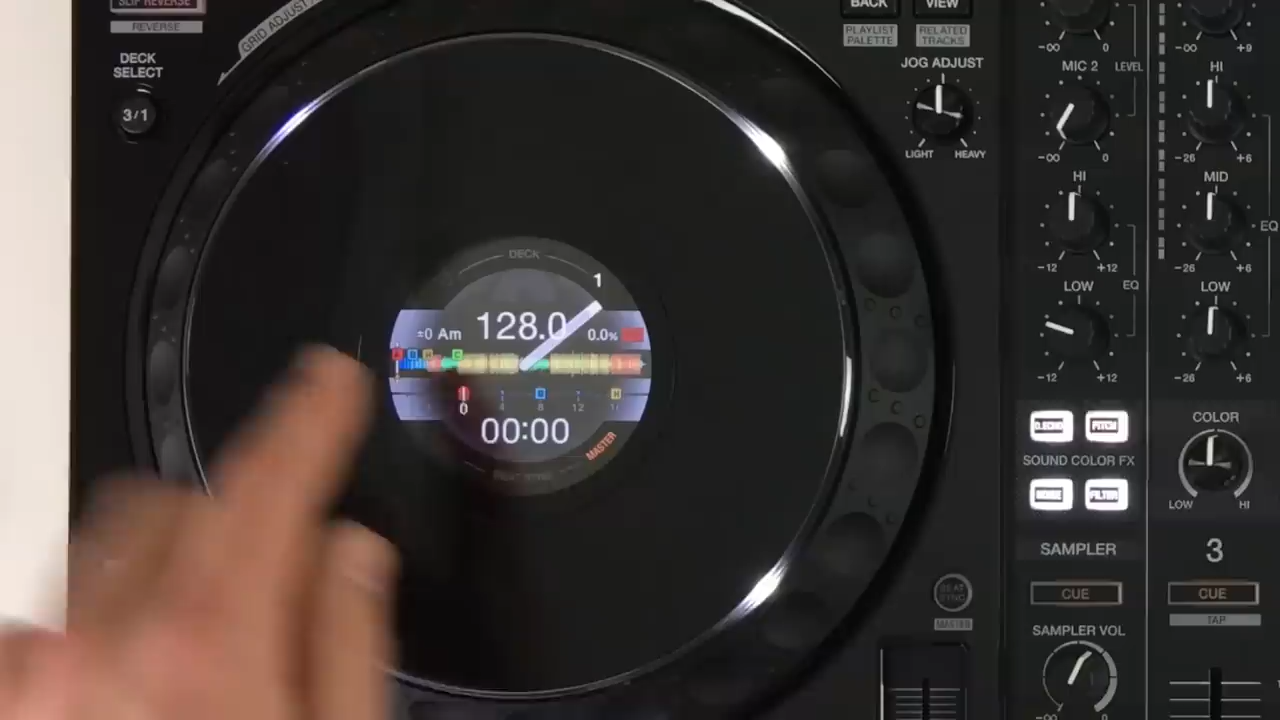 SLIP REVERSE
REVERSE
GRID ADJUST
DECK
SELECT
3/1
BACK
VIEW
PLAYLIST
PALETTE
RELATED
TRACKS
JOG ADJUST
LIGHT HEAVY
DECK
1
±0 Am 128.0 0.0%
A B H C
B H
0 4 8 12
00:00
MASTER
BEAT SYNC
MASTER
-∞ 0
MIC 2 LEVEL
-∞ 0
HI
-12 +12
LOW EQ
-12 +12
D.ECHO PITCH
SOUND COLOR FX
NOISE FILTER
SAMPLER
CUE
SAMPLER VOL
-∞
-∞ +9
HI
-26 +6
MID
EQ
-26 +6
LOW
-26 +6
COLOR
LOW HI
3
CUE
TAP